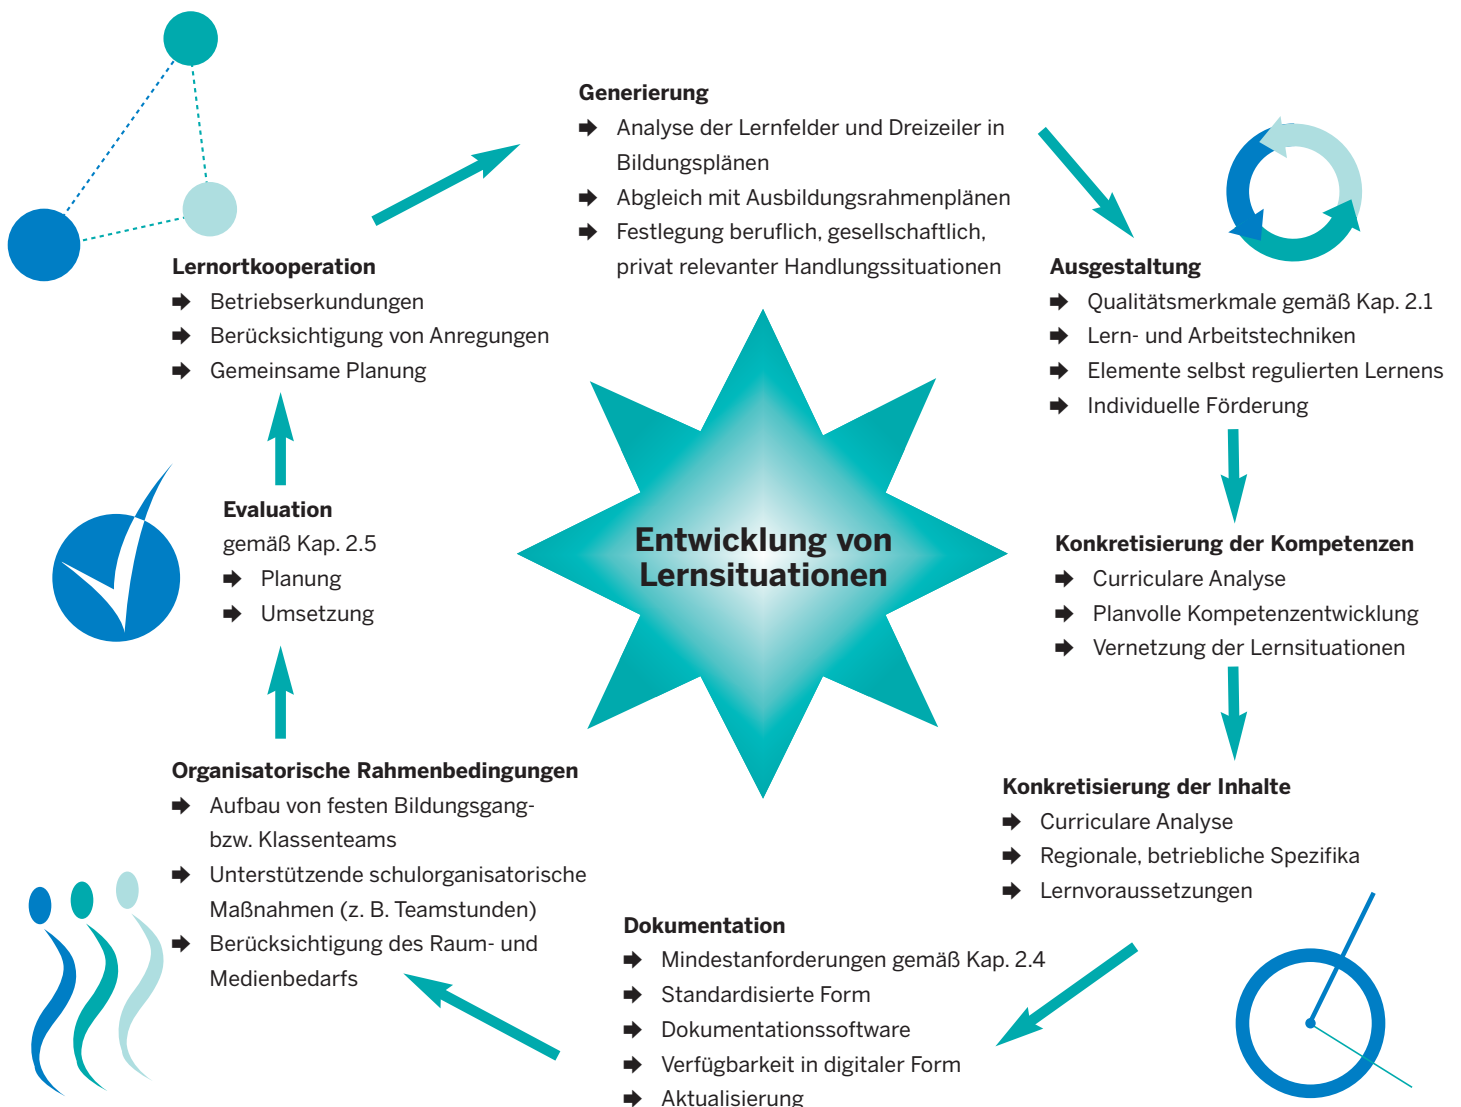 Generierung
Analyse der Lernfelder und Dreizeiler in
Bildungsplänen
Abgleich mit Ausbildungsrahmenplänen
Festlegung beruflich, gesellschaftlich,
privat relevanter Handlungssituationen
Ausgestaltung
Qualitätsmerkmale gemäß Kap. 2.1
Lern- und Arbeitstechniken
Elemente selbst regulierten Lernens
Individuelle Förderung
Konkretisierung der Kompetenzen
Curriculare Analyse
Planvolle Kompetenzentwicklung
Vernetzung der Lernsituationen
Konkretisierung der Inhalte
Curriculare Analyse
Regionale, betriebliche Spezifika
Lernvoraussetzungen
Dokumentation
Mindestanforderungen gemäß Kap. 2.4
Standardisierte Form
Dokumentationssoftware
Verfügbarkeit in digitaler Form
Aktualisierung
Organisatorische Rahmenbedingungen
Aufbau von festen Bildungsgang-
bzw. Klassenteams
Unterstützende schulorganisatorische
Maßnahmen (z. B. Teamstunden)
Berücksichtigung des Raum- und
Medienbedarfs
Evaluation
gemäß Kap. 2.5
Planung
Umsetzung
Lernortkooperation
Betriebserkundungen
Berücksichtigung von Anregungen
Gemeinsame Planung
Entwicklung von
Lernsituationen